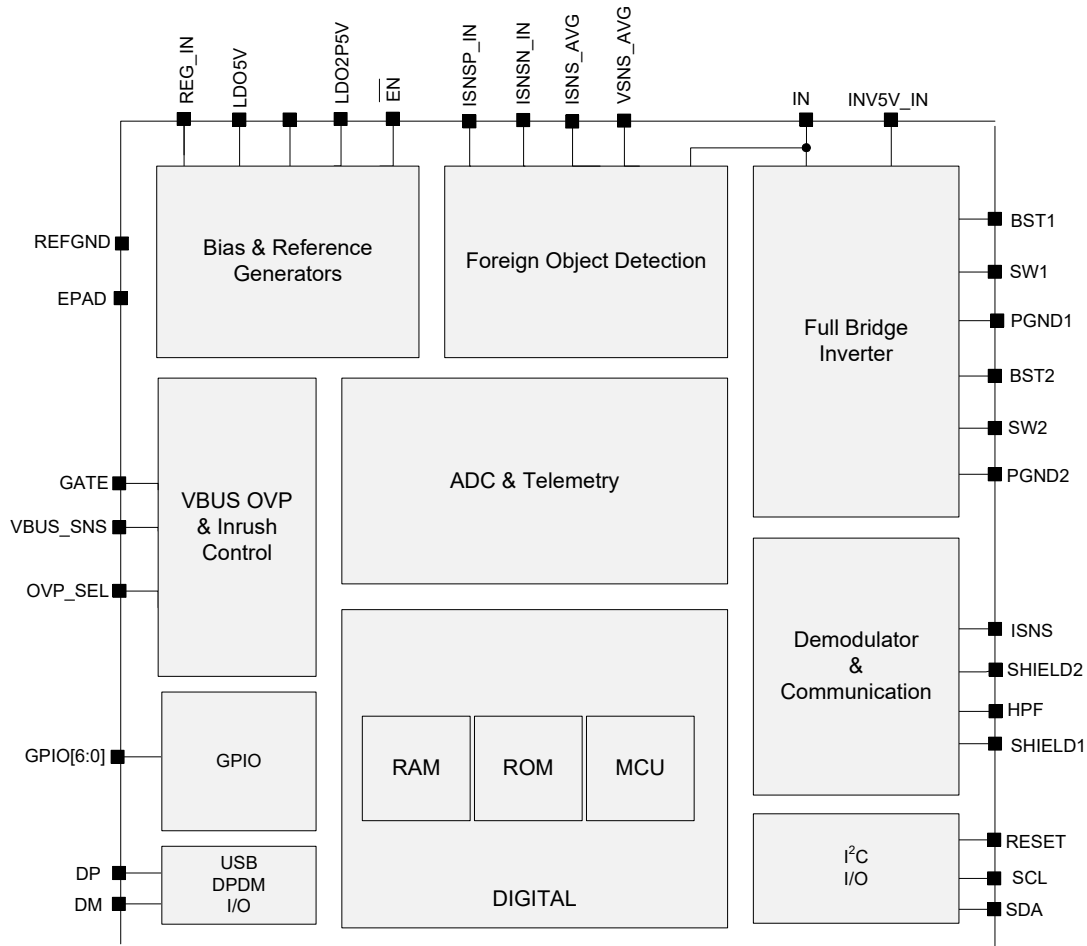 REG_IN
LDO5V
LDO2P5V
EN
ISNSP_IN
ISNSN_IN
ISNS_AVG
VSNS_AVG
IN
INV5V_IN
REFGND
EPAD
Bias & Reference
Generators
Foreign Object Detection
Full Bridge
Inverter
BST1
SW1
PGND1
BST2
SW2
PGND2
GATE
VBUS_SNS
OVP_SEL
VBUS OVP
& Inrush
Control
ADC & Telemetry
Demodulator
&
Communication
ISNS
SHIELD2
HPF
SHIELD1
GPIO[6:0]
GPIO
RAM
ROM
MCU
DIGITAL
DP
DM
USB
DPDM
I/O
I²C
I/O
RESET
SCL
SDA